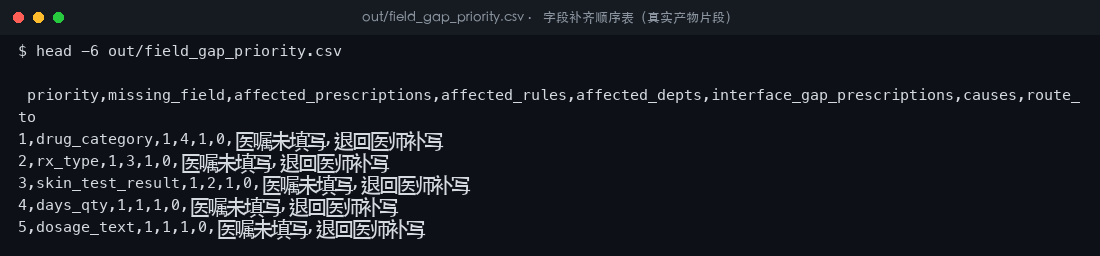 out/field_gap_priority.csv · 字段补齐顺序表（真实产物片段）
$ head -6 out/field_gap_priority.csv
priority,missing_field,affected_prescriptions,affected_rules,affected_depts,interface_gap_prescriptions,causes,route_
to
1,drug_category,1,4,1,0,医嘱未填写,退回医师补写
2,rx_type,1,3,1,0,医嘱未填写,退回医师补写
3,skin_test_result,1,2,1,0,医嘱未填写,退回医师补写
4,days_qty,1,1,1,0,医嘱未填写,退回医师补写
5,dosage_text,1,1,1,0,医嘱未填写,退回医师补写